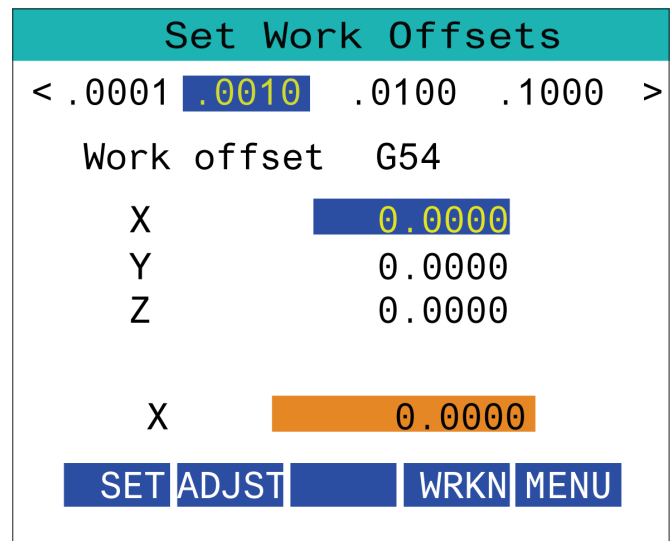 Set Work Offsets
< .0001 .0010 .0100 .1000 >
Work offset G54
X 0.0000
Y 0.0000
Z 0.0000
X 0.0000
SET ADJST WRKN MENU